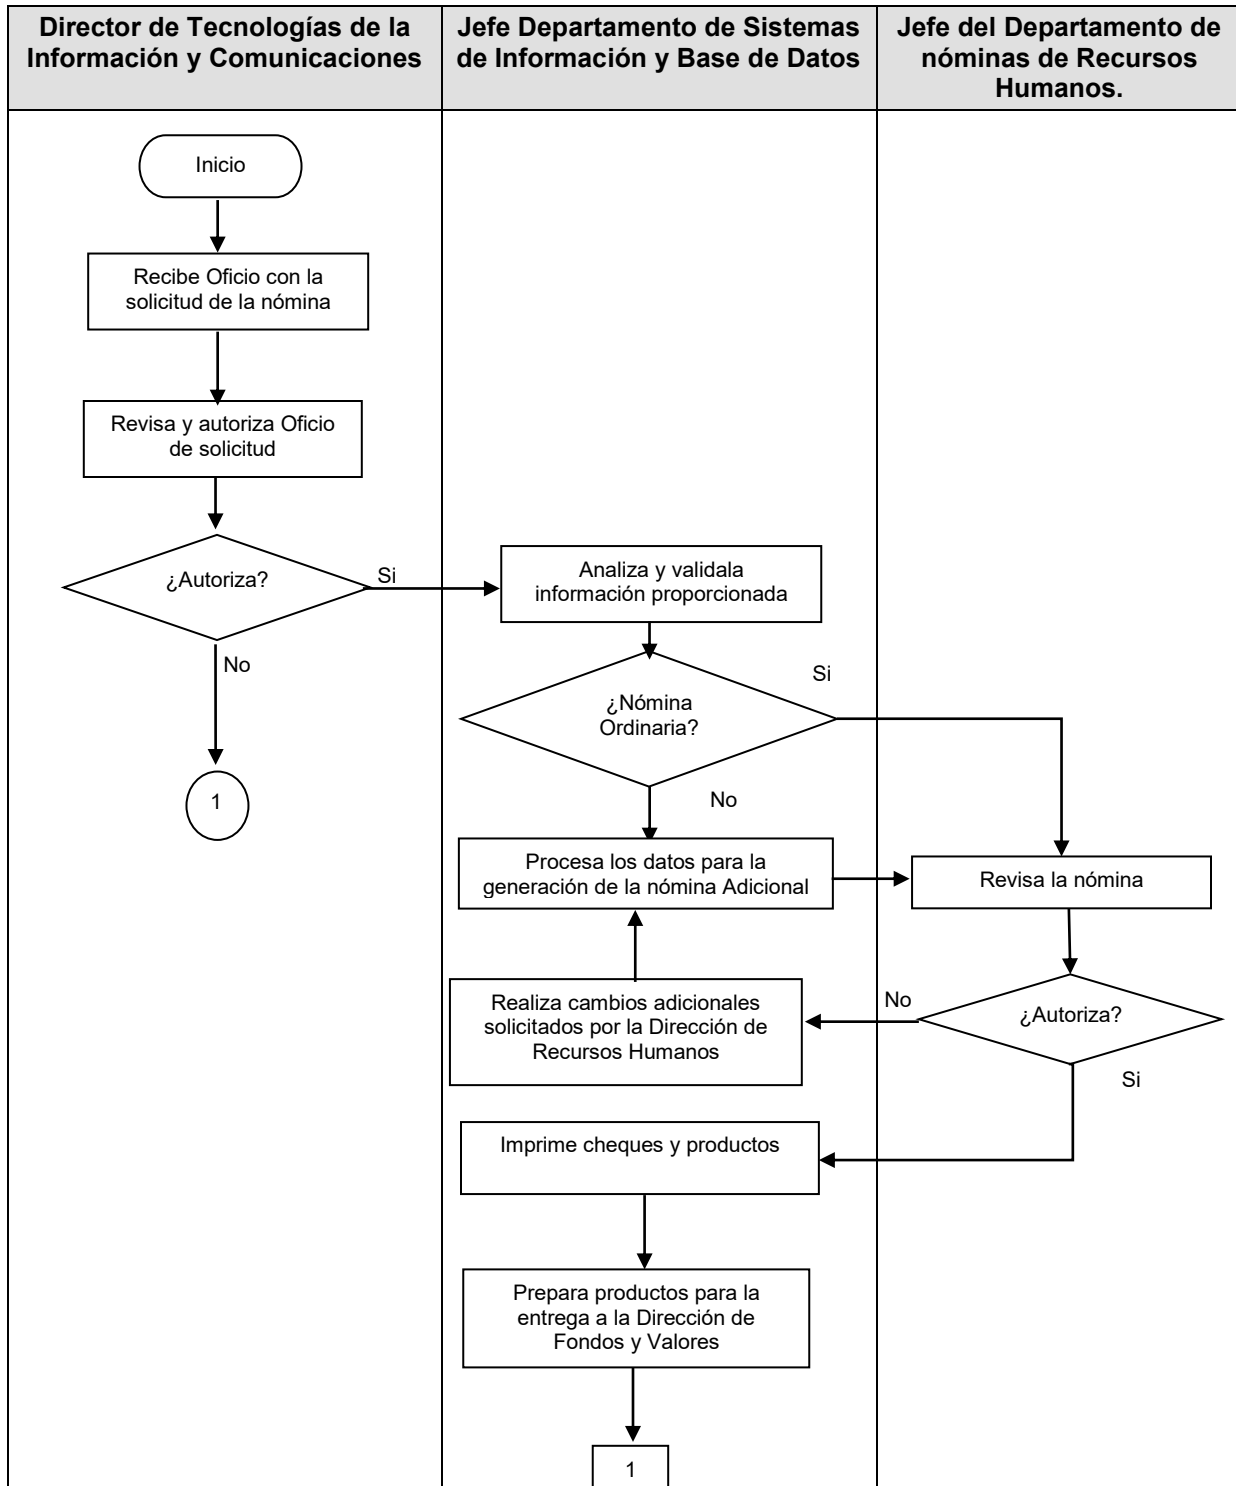 Director de Tecnologías de la
Información y Comunicaciones
Jefe Departamento de Sistemas
de Información y Base de Datos
Jefe del Departamento de
nóminas de Recursos
Humanos.
Inicio
Recibe Oficio con la
solicitud de la nómina
Revisa y autoriza Oficio
de solicitud
¿Autoriza?
Si
No
1
Analiza y validala
información proporcionada
¿Nómina
Ordinaria?
Si
No
Procesa los datos para la
generación de la nómina Adicional
Revisa la nómina
¿Autoriza?
No
Si
Realiza cambios adicionales
solicitados por la Dirección de
Recursos Humanos
Imprime cheques y productos
Prepara productos para la
entrega a la Dirección de
Fondos y Valores
1